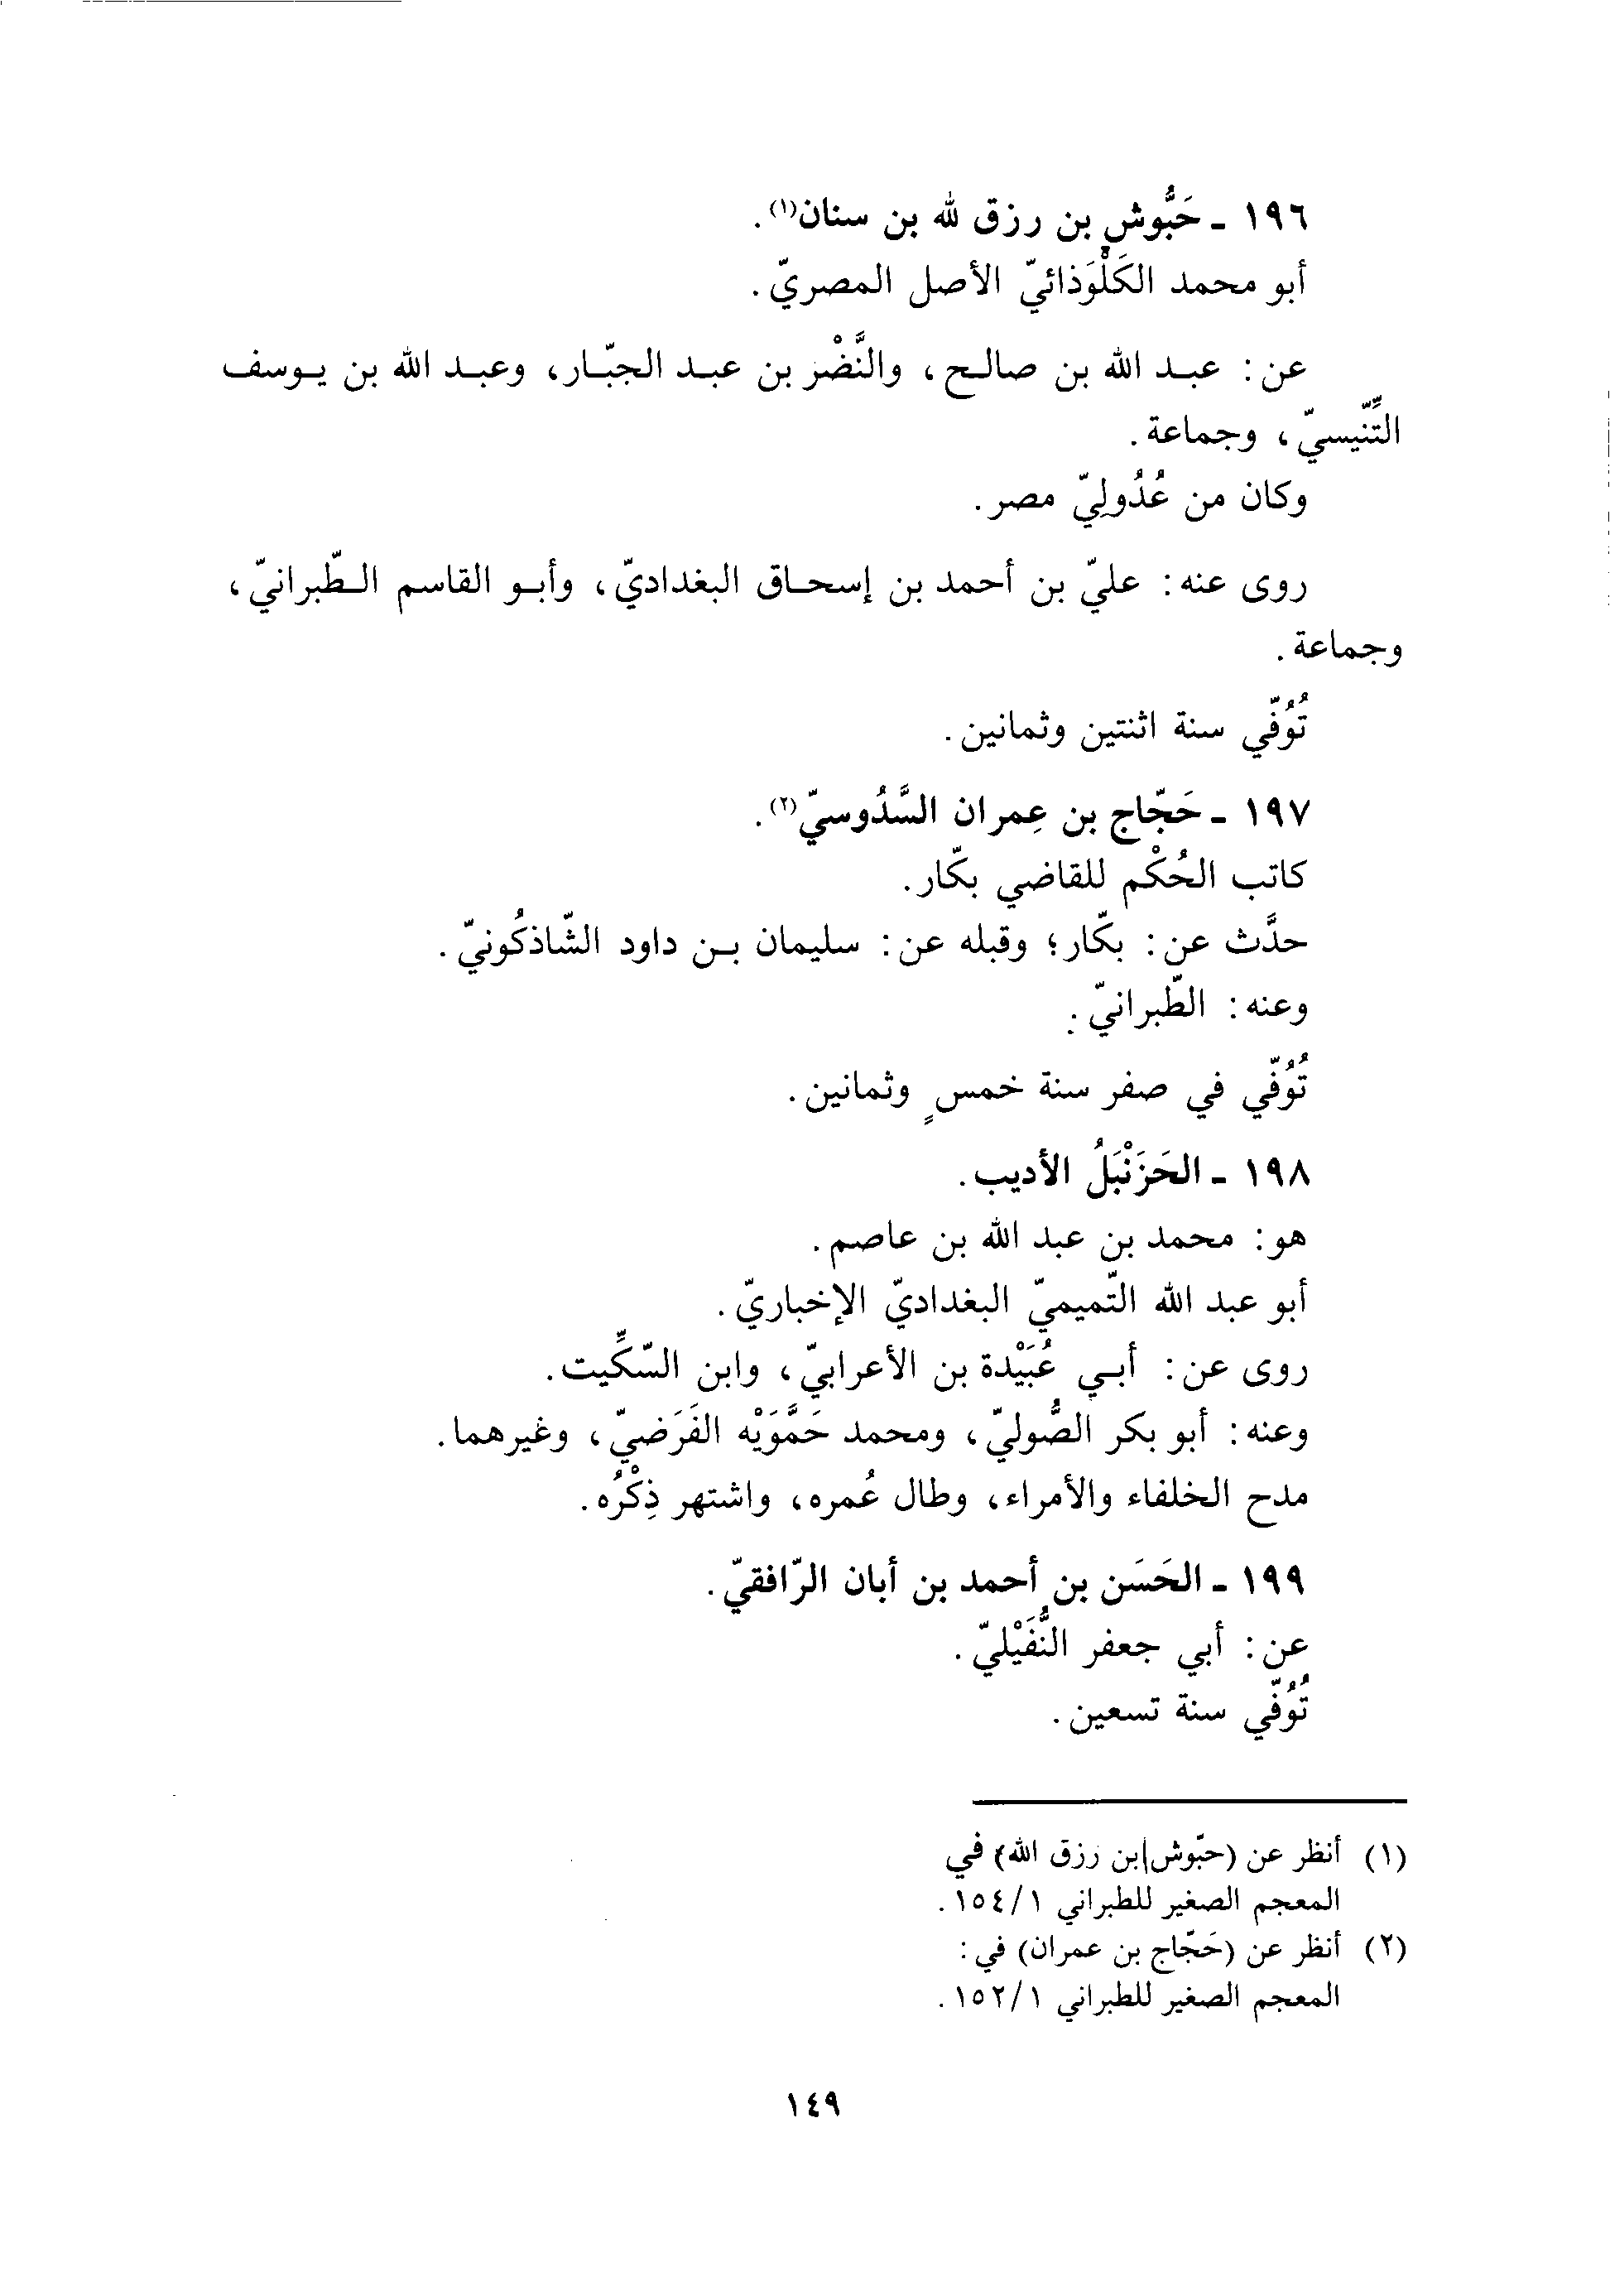 ١٩٦ - حَبُّوش بن رزق لله بن سنان(١).
أبو محمد الكَلْوَذائيّ الأصل المصريّ.
عن: عبد الله بن صالح، والنَّضْر بن عبد الجبّار، وعبد الله بن يوسف
التِّنّيسيّ، وجماعة.
وكان من عُدُولِيّ مصر.
روى عنه: عليّ بن أحمد بن إسحاق البغداديّ، وأبو القاسم الطّبرانيّ،
وجماعة.
تُوُفّي سنة اثنتين وثمانين.
١٩٧ - حَجّاج بن عِمران السَّدُوسيّ(٢).
كاتب الحُكْم للقاضي بكّار.
حدَّث عن: بكّار؛ وقبله عن: سليمان بن داود الشّاذكُونيّ.
وعنه: الطّبرانيّ.
تُوُفّي في صفر سنة خمسٍ وثمانين.
١٩٨ - الحَزَنْبَلُ الأديب.
هو: محمد بن عبد الله بن عاصم.
أبو عبد الله التّميميّ البغداديّ الإخباريّ.
روى عن: أبي عُبَيْدة بن الأعرابيّ، وابن السّكِّيت.
وعنه: أبو بكر الصُّوليّ، ومحمد حَمَّوَيْه الفَرَضيّ، وغيرهما.
مدح الخلفاء والأمراء، وطال عُمره، واشتهر ذِكْرُه.
١٩٩ - الحَسَن بن أحمد بن أبان الرّافقيّ.
عن: أبي جعفر النُّفَيْليّ.
تُوُفّي سنة تسعين.
(١) أنظر عن (حبّوش بن رزق الله) في
المعجم الصغير للطبراني ١/١٥٤.
(٢) أنظر عن (حَجّاج بن عمران) في:
المعجم الصغير للطبراني ١/١٥٢.
١٤٩